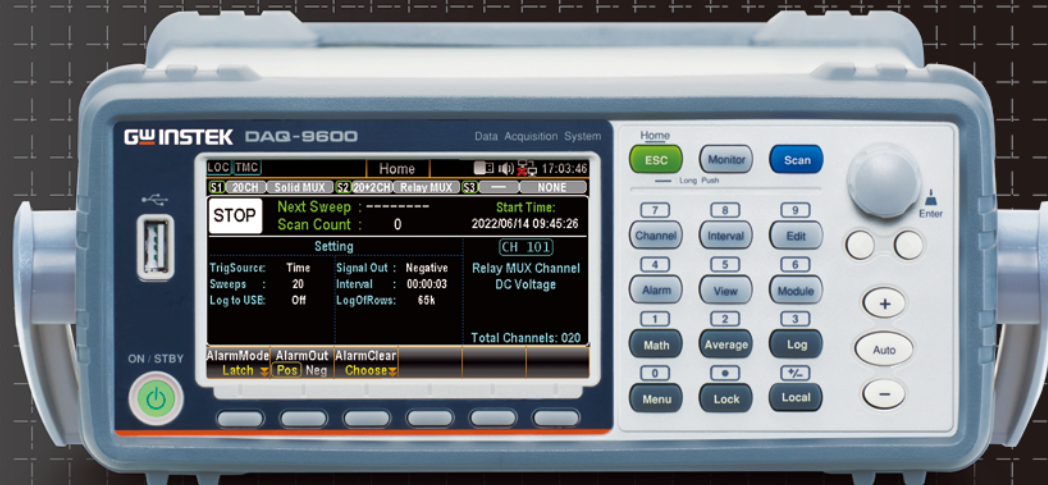 GW INSTEK DAQ-9600 Data Acquisition System
LOC TMC Home 17:03:46
S1 20CH Solid MUX S2 20+2CH Relay MUX S3 — NONE
STOP
Next Sweep : --------
Scan Count : 0
Start Time:
2022/06/14 09:45:26
Setting
TrigSource: Time Signal Out : Negative
Sweeps : 20 Interval : 00:00:03
Log to USE: Off LogOfRows: 65k
CH 101
Relay MUX Channel
DC Voltage
Total Channels: 020
AlarmMode AlarmOut AlarmClear
Latch Pos Neg Choose
ON / STBY
Home
ESC Monitor Scan
Long Push
7 8 9
Channel Interval Edit
4 5 6
Alarm View Module
1 2 3
Math Average Log
0 +/−
Menu Lock Local
Enter
+
Auto
−